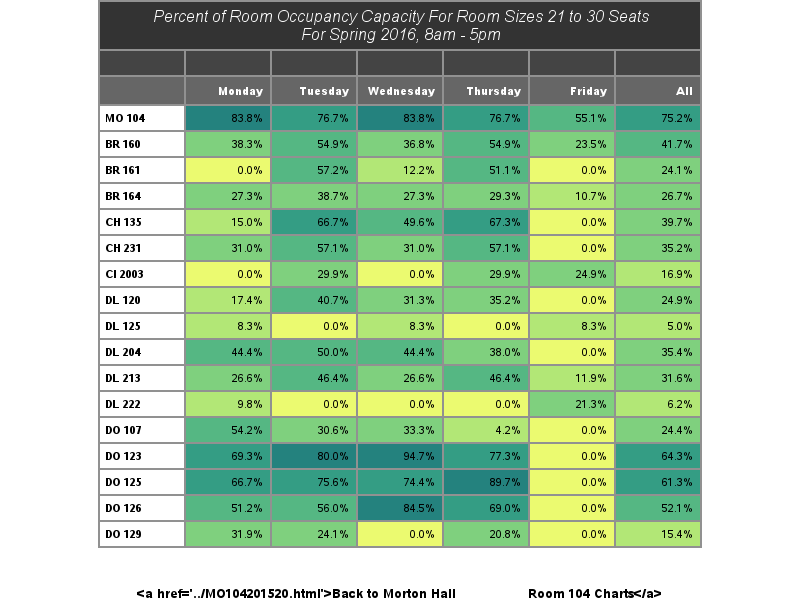 Percent of Room Occupancy Capacity For Room Sizes 21 to 30 Seats
For Spring 2016, 8am - 5pm
Monday Tuesday Wednesday Thursday Friday All
MO 104 83.8% 76.7% 83.8% 76.7% 55.1% 75.2%
BR 160 38.3% 54.9% 36.8% 54.9% 23.5% 41.7%
BR 161 0.0% 57.2% 12.2% 51.1% 0.0% 24.1%
BR 164 27.3% 38.7% 27.3% 29.3% 10.7% 26.7%
CH 135 15.0% 66.7% 49.6% 67.3% 0.0% 39.7%
CH 231 31.0% 57.1% 31.0% 57.1% 0.0% 35.2%
CI 2003 0.0% 29.9% 0.0% 29.9% 24.9% 16.9%
DL 120 17.4% 40.7% 31.3% 35.2% 0.0% 24.9%
DL 125 8.3% 0.0% 8.3% 0.0% 8.3% 5.0%
DL 204 44.4% 50.0% 44.4% 38.0% 0.0% 35.4%
DL 213 26.6% 46.4% 26.6% 46.4% 11.9% 31.6%
DL 222 9.8% 0.0% 0.0% 0.0% 21.3% 6.2%
DO 107 54.2% 30.6% 33.3% 4.2% 0.0% 24.4%
DO 123 69.3% 80.0% 94.7% 77.3% 0.0% 64.3%
DO 125 66.7% 75.6% 74.4% 89.7% 0.0% 61.3%
DO 126 51.2% 56.0% 84.5% 69.0% 0.0% 52.1%
DO 129 31.9% 24.1% 0.0% 20.8% 0.0% 15.4%
<a href='../MO104201520.html'>Back to Morton Hall Room 104 Charts</a>